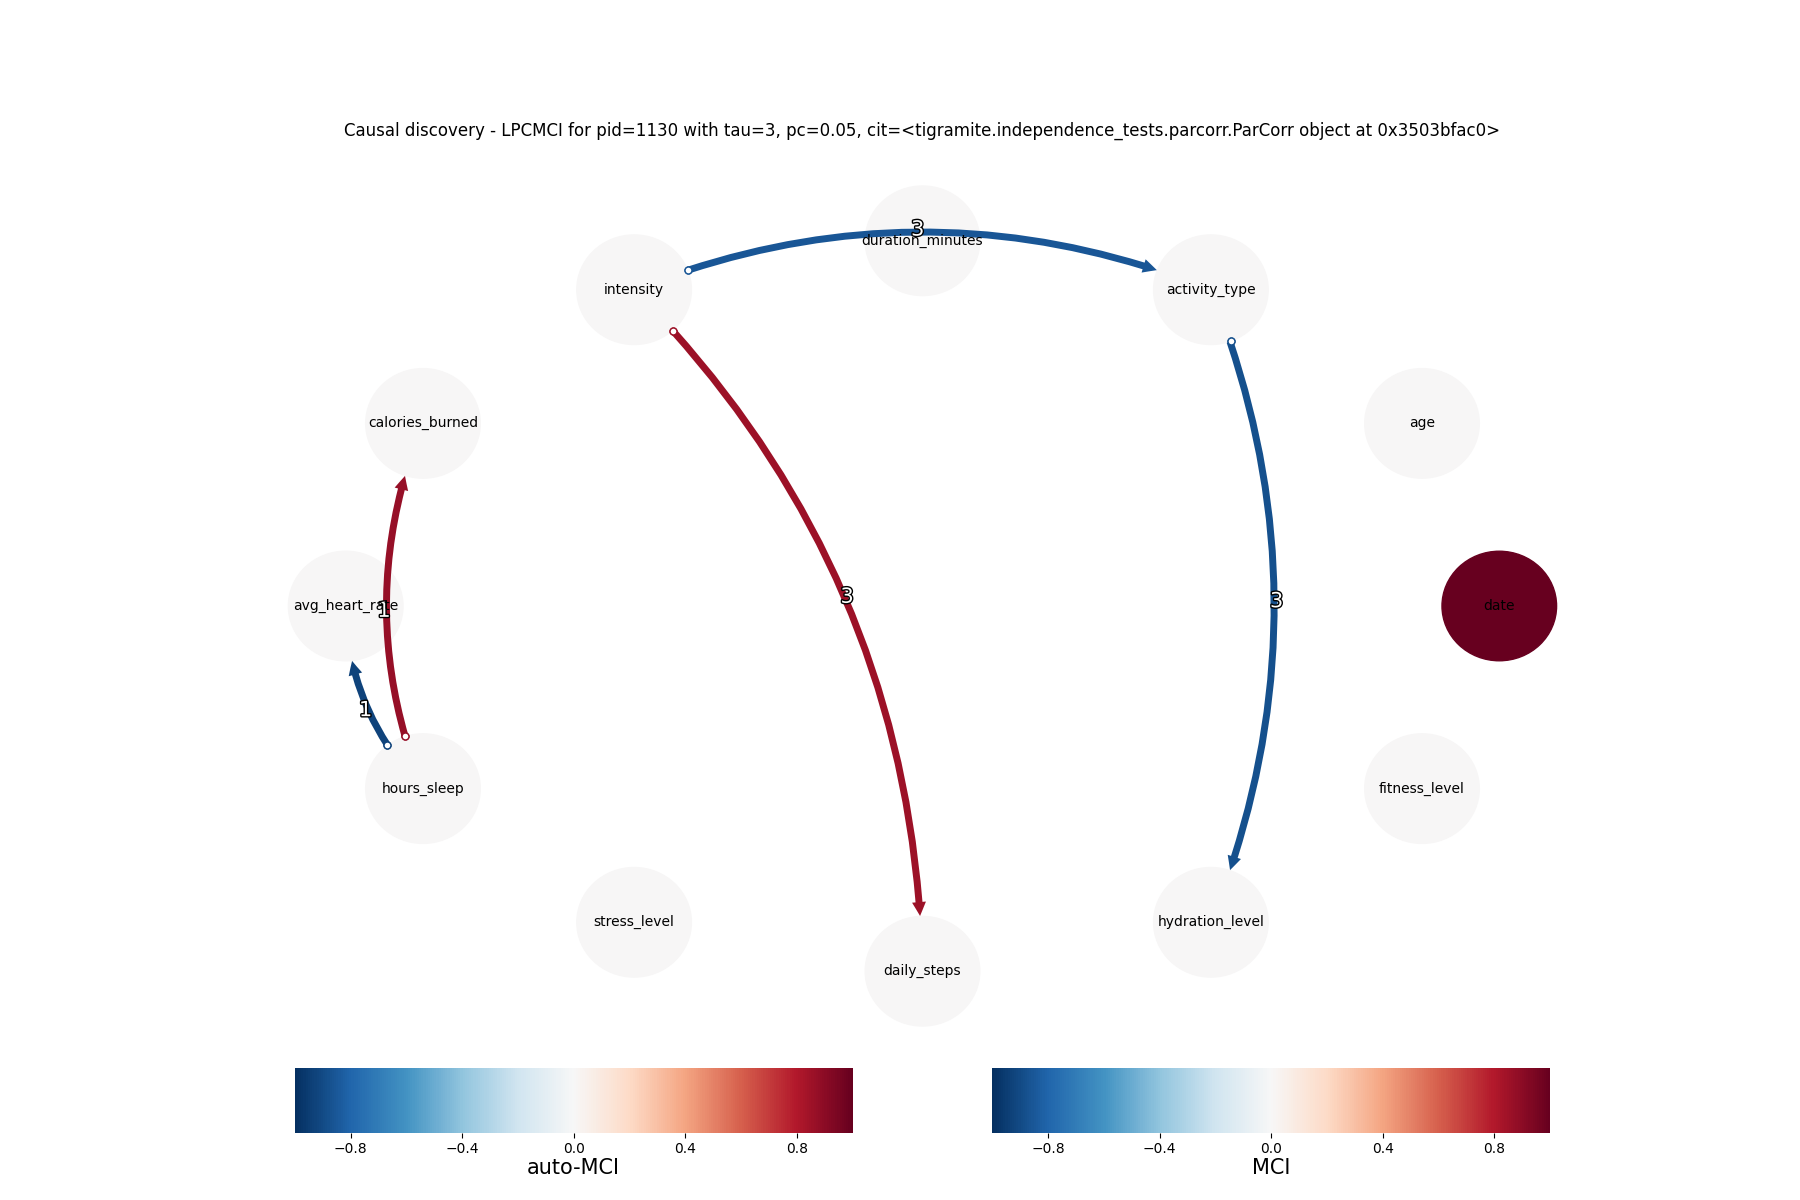 Causal discovery - LPCMCI for pid=1130 with tau=3, pc=0.05, cit=<tigramite.independence_tests.parcorr.ParCorr object at 0x3503bfac0>
3
duration_minutes
intensity
activity_type
calories_burned
age
3
3
avg_heart_rate
1
date
1
hours_sleep
fitness_level
stress_level
hydration_level
daily_steps
−0.8 −0.4 0.0 0.4 0.8
auto-MCI
−0.8 −0.4 0.0 0.4 0.8
MCI